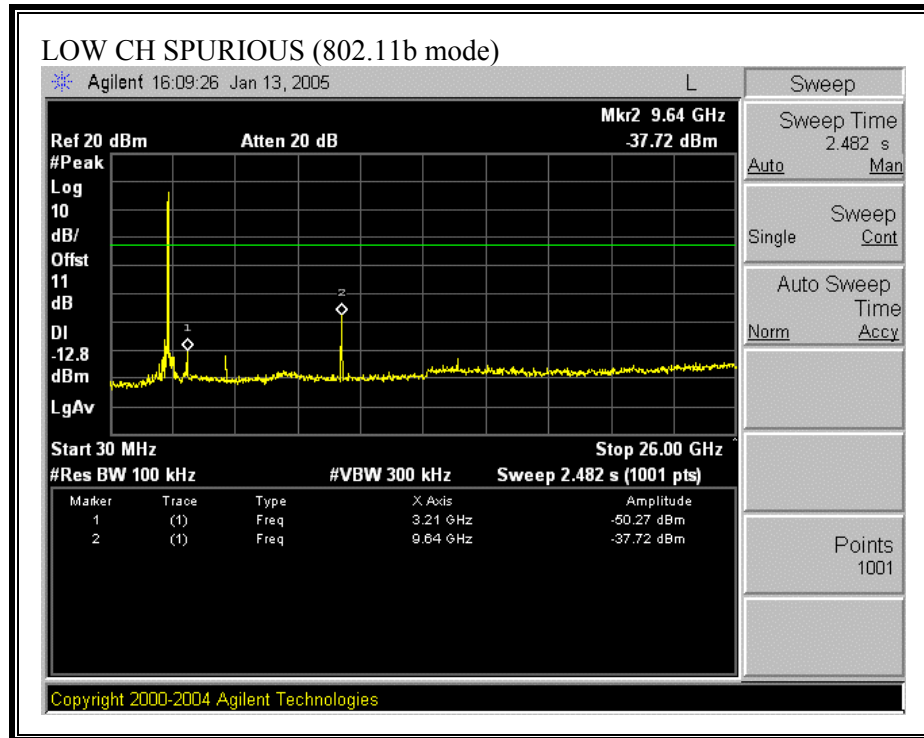 LOW CH SPURIOUS (802.11b mode)
Agilent 16:09:26 Jan 13, 2005
L
Sweep
Mkr2 9.64 GHz
Ref 20 dBm
Atten 20 dB
-37.72 dBm
#Peak
Log
10
dB/
Offst
11
dB
DI
-12.8
dBm
LgAv
1
2
Start 30 MHz
Stop 26.00 GHz
#Res BW 100 kHz
#VBW 300 kHz
Sweep 2.482 s (1001 pts)
Marker Trace Type X Axis Amplitude
1 (1) Freq 3.21 GHz -50.27 dBm
2 (1) Freq 9.64 GHz -37.72 dBm
Sweep Time
2.482 s
Auto Man
Sweep
Single Cont
Auto Sweep
Time
Norm Accy
Points
1001
Copyright 2000-2004 Agilent Technologies